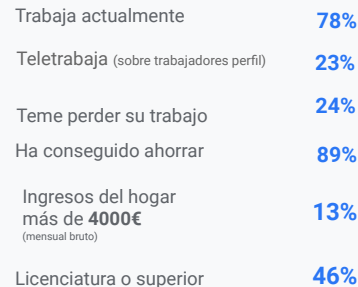 Trabaja actualmente 78%
Teletrabaja (sobre trabajadores perfil) 23%
Teme perder su trabajo 24%
Ha conseguido ahorrar 89%
Ingresos del hogar
más de 4000€ 13%
(mensual bruto)
Licenciatura o superior 46%